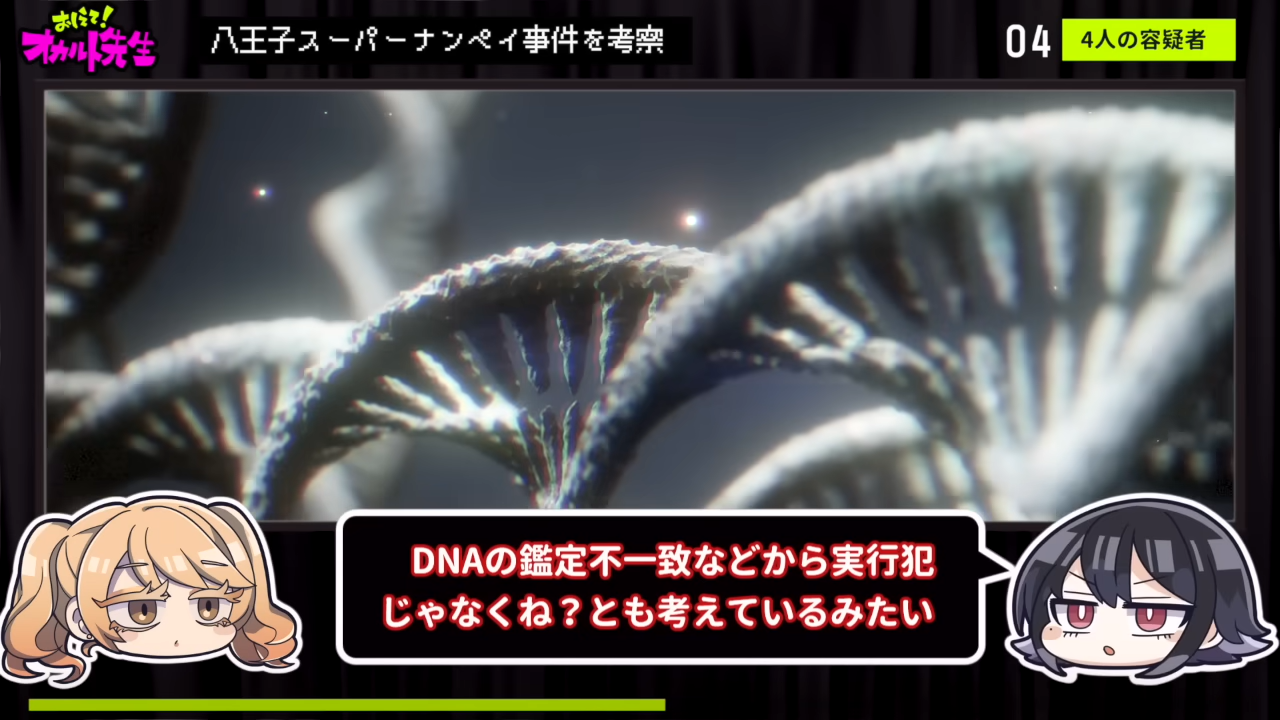 おしえて!
オカルト先生
八王子スーパーナンペイ事件を考察
04
4人の容疑者
DNAの鑑定不一致などから実行犯
じゃなくね？とも考えているみたい